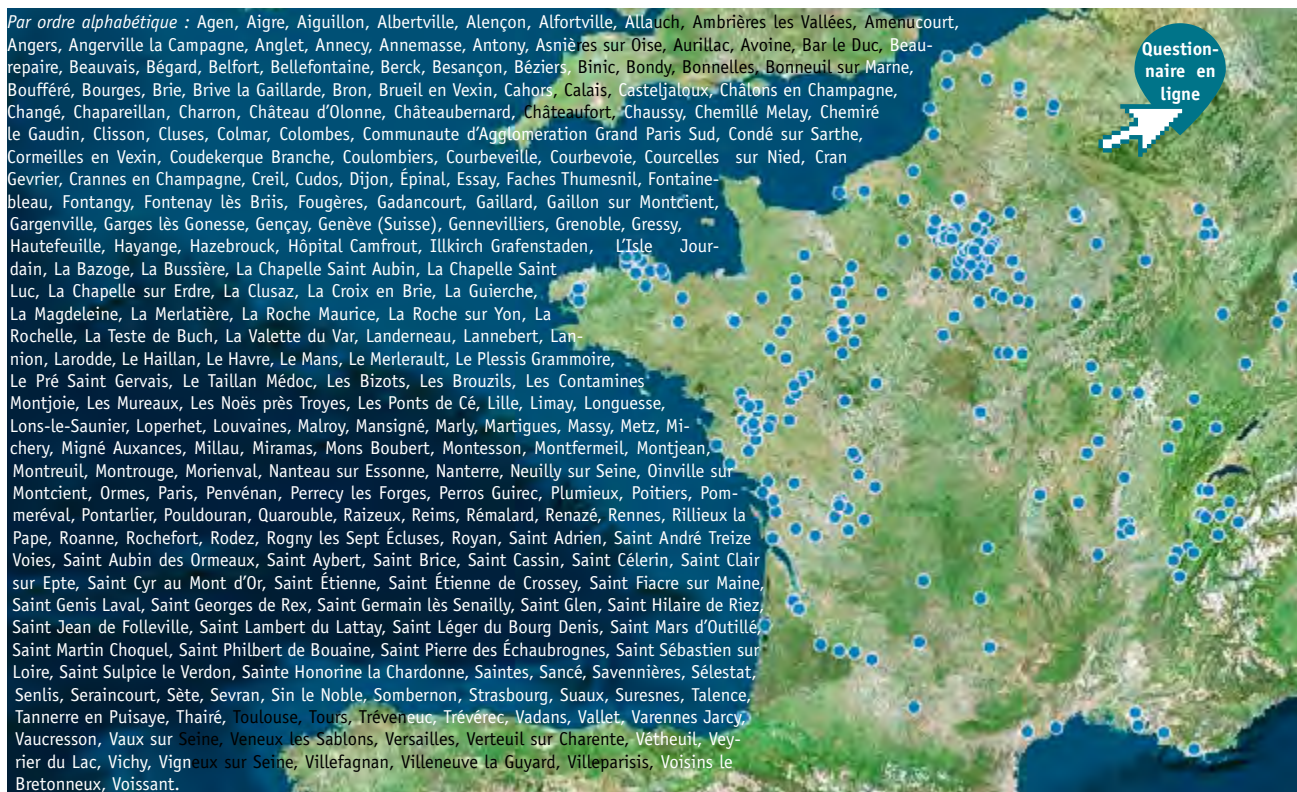 Par ordre alphabétique : Agen, Aigre, Aiguillon, Albertville, Alençon, Alfortville, Allauch, Ambrières les Vallées, Amenucourt,
Angers, Angerville la Campagne, Anglet, Annecy, Annemasse, Antony, Asnières sur Oise, Aurillac, Avoine, Bar le Duc, Beau-
repaire, Beauvais, Bégard, Belfort, Bellefontaine, Berck, Besançon, Béziers, Binic, Bondy, Bonnelles, Bonneuil sur Marne,
Boufféré, Bourges, Brie, Brive la Gaillarde, Bron, Brueil en Vexin, Cahors, Calais, Casteljaloux, Châlons en Champagne,
Changé, Chapareillan, Charron, Château d'Olonne, Châteaubernard, Châteaufort, Chaussy, Chemillé Melay, Chemiré
le Gaudin, Clisson, Cluses, Colmar, Colombes, Communaute d'Agglomeration Grand Paris Sud, Condé sur Sarthe,
Cormeilles en Vexin, Coudekerque Branche, Coulombiers, Courbeveille, Courbevoie, Courcelles sur Nied, Cran
Gevrier, Crannes en Champagne, Creil, Cudos, Dijon, Épinal, Essay, Faches Thumesnil, Fontaine-
bleau, Fontangy, Fontenay lès Briis, Fougères, Gadancourt, Gaillard, Gaillon sur Montcient,
Gargenville, Garges lès Gonesse, Gençay, Genève (Suisse), Gennevilliers, Grenoble, Gressy,
Hautefeuille, Hayange, Hazebrouck, Hôpital Camfrout, Illkirch Grafenstaden, L'Isle Jour-
dain, La Bazoge, La Bussière, La Chapelle Saint Aubin, La Chapelle Saint
Luc, La Chapelle sur Erdre, La Clusaz, La Croix en Brie, La Guierche,
La Magdeleine, La Merlatière, La Roche Maurice, La Roche sur Yon, La
Rochelle, La Teste de Buch, La Valette du Var, Landerneau, Lannebert, Lan-
nion, Larodde, Le Haillan, Le Havre, Le Mans, Le Merlerault, Le Plessis Grammoire,
Le Pré Saint Gervais, Le Taillan Médoc, Les Bizots, Les Brouzils, Les Contamines
Montjoie, Les Mureaux, Les Noës près Troyes, Les Ponts de Cé, Lille, Limay, Longuesse,
Lons-le-Saunier, Loperhet, Louvaines, Malroy, Mansigné, Marly, Martigues, Massy, Metz, Mi-
chery, Migné Auxances, Millau, Miramas, Mons Boubert, Montesson, Montfermeil, Montjean,
Montreuil, Montrouge, Morienval, Nanteau sur Essonne, Nanterre, Neuilly sur Seine, Oinville sur
Montcient, Ormes, Paris, Penvénan, Perrecy les Forges, Perros Guirec, Plumieux, Poitiers, Pom-
meréval, Pontarlier, Pouldouran, Quarouble, Raizeux, Reims, Rémalard, Renazé, Rennes, Rillieux la
Pape, Roanne, Rochefort, Rodez, Rogny les Sept Écluses, Royan, Saint Adrien, Saint André Treize
Voies, Saint Aubin des Ormeaux, Saint Aybert, Saint Brice, Saint Cassin, Saint Célerin, Saint Clair
sur Epte, Saint Cyr au Mont d'Or, Saint Étienne, Saint Étienne de Crossey, Saint Fiacre sur Maine,
Saint Genis Laval, Saint Georges de Rex, Saint Germain lès Senailly, Saint Glen, Saint Hilaire de Riez,
Saint Jean de Folleville, Saint Lambert du Lattay, Saint Léger du Bourg Denis, Saint Mars d'Outillé,
Saint Martin Choquel, Saint Philbert de Bouaine, Saint Pierre des Échaubrognes, Saint Sébastien sur
Loire, Saint Sulpice le Verdon, Sainte Honorine la Chardonne, Saintes, Sancé, Savennières, Sélestat,
Senlis, Seraincourt, Sète, Sevran, Sin le Noble, Sombernon, Strasbourg, Suaux, Suresnes, Talence,
Tannerre en Puisaye, Thairé, Toulouse, Tours, Tréveneuc, Trévérec, Vadans, Vallet, Varennes Jarcy,
Vaucresson, Vaux sur Seine, Veneux les Sablons, Versailles, Verteuil sur Charente, Vétheuil, Vey-
rier du Lac, Vichy, Vigneux sur Seine, Villefagnan, Villeneuve la Guyard, Villeparisis, Voisins le
Bretonneux, Voissant.
Question-
naire en
ligne